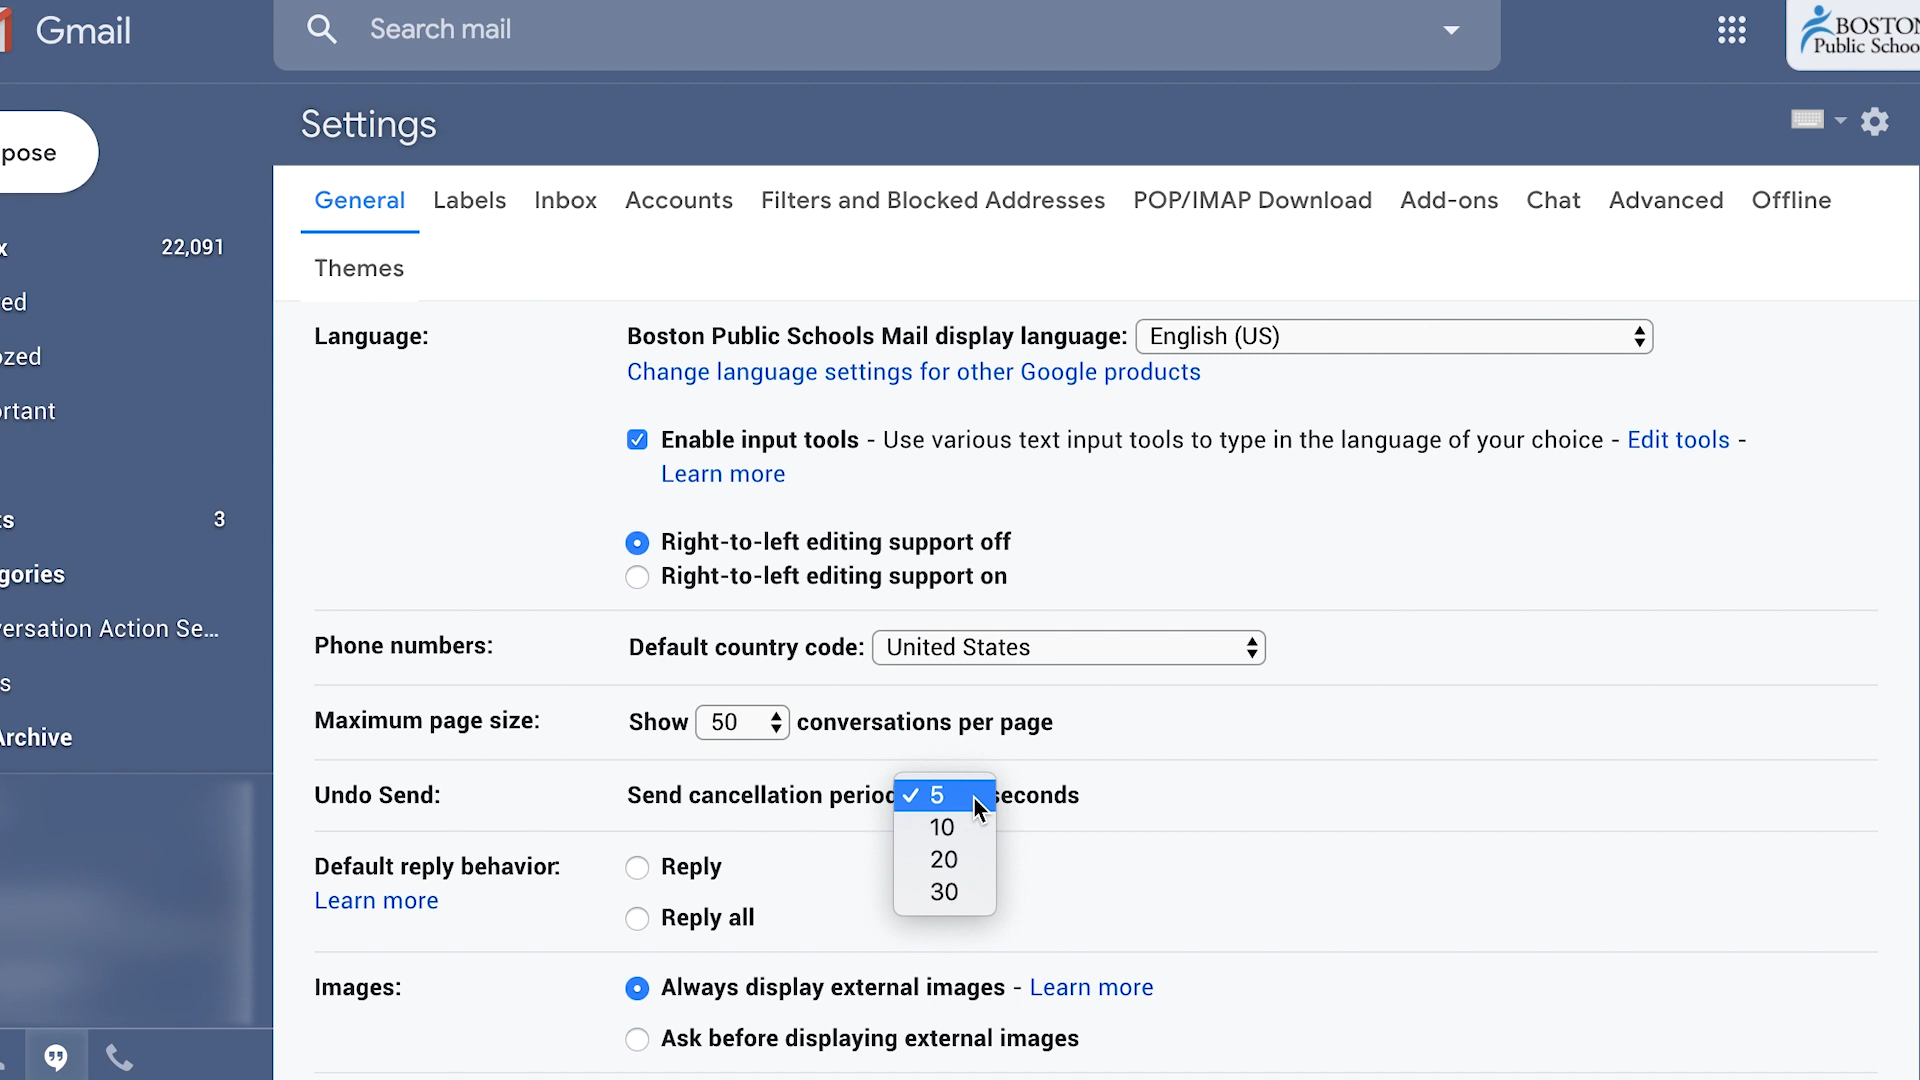 Gmail
Search mail
BOSTON
Public Schoo
Settings
pose
General Labels Inbox Accounts Filters and Blocked Addresses POP/IMAP Download Add-ons Chat Advanced Offline
Themes
x 22,091
ed
ozed
ortant
ts 3
gories
ersation Action Se...
s
Archive
Language: Boston Public Schools Mail display language: English (US)
Change language settings for other Google products
Enable input tools - Use various text input tools to type in the language of your choice - Edit tools -
Learn more
Right-to-left editing support off
Right-to-left editing support on
Phone numbers: Default country code: United States
Maximum page size: Show 50 conversations per page
Undo Send: Send cancellation period ✓ 5 seconds
10
20
30
Default reply behavior: Reply
Learn more
Reply all
Images: Always display external images - Learn more
Ask before displaying external images